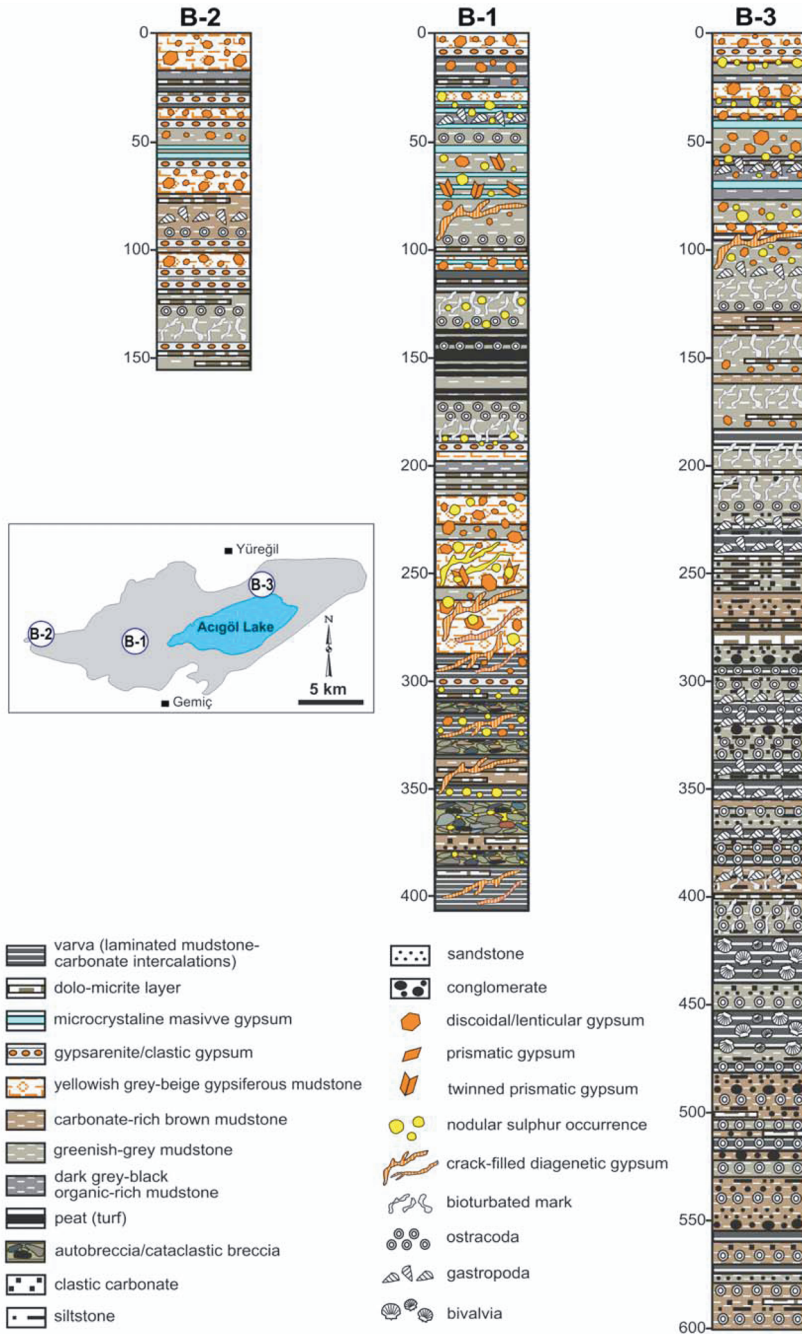 B-2
B-1
B-3
0
50
100
150
0
50
100
150
200
250
300
350
400
0
50
100
150
200
250
300
350
400
450
500
550
600
Yüreğil
B-3
B-2
B-1
Acıgöl Lake
N
Gemiç
5 km
varva (laminated mudstone-
carbonate intercalations)
dolo-micrite layer
microcrystaline masivve gypsum
gypsarenite/clastic gypsum
yellowish grey-beige gypsiferous mudstone
carbonate-rich brown mudstone
greenish-grey mudstone
dark grey-black
organic-rich mudstone
peat (turf)
autobreccia/cataclastic breccia
clastic carbonate
siltstone
sandstone
conglomerate
discoidal/lenticular gypsum
prismatic gypsum
twinned prismatic gypsum
nodular sulphur occurrence
crack-filled diagenetic gypsum
bioturbated mark
ostracoda
gastropoda
bivalvia